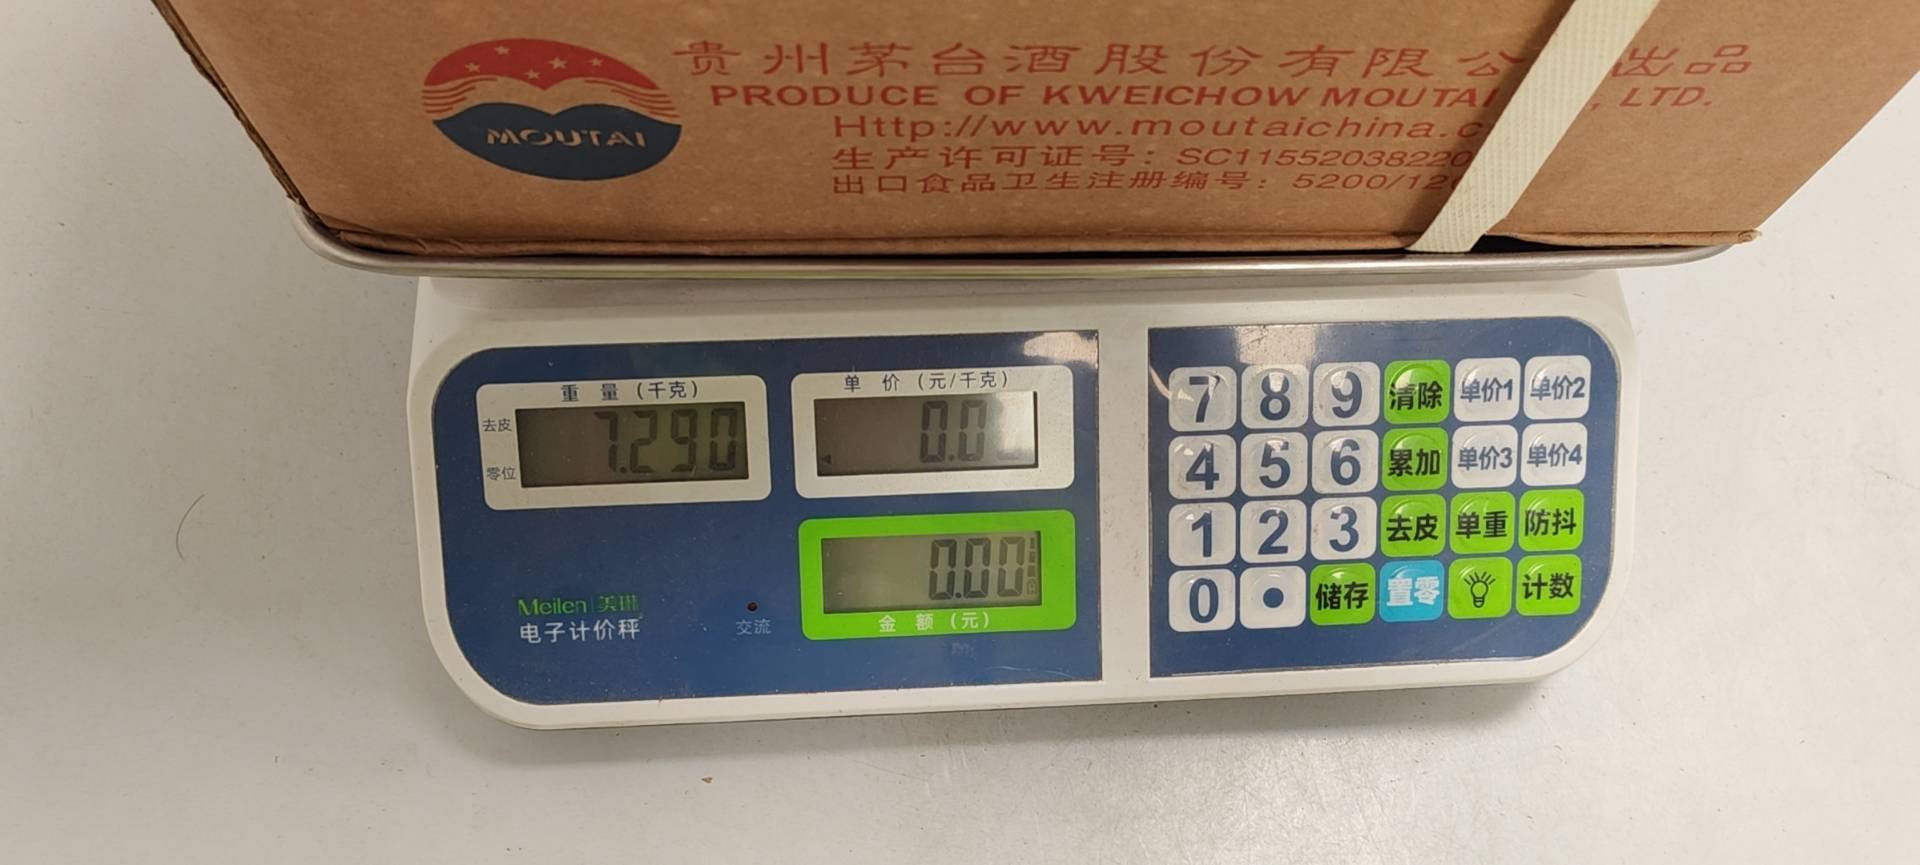 MOUTAI
贵州茅台酒股份有限公 出品
PRODUCE OF KWEICHOW MOUTAI , LTD.
Http://www.moutaichina.c
生产许可证号：SC11552038220
出口食品卫生注册编号：5200/12
重量（千克）
去皮
零位
7.290
单价（元/千克）
0.0
0.00
金额（元）
Meilen 美琳
电子计价秤
交流
7 8 9 清除 单价1 单价2
4 5 6 累加 单价3 单价4
1 2 3 去皮 单重 防抖
0 • 储存 置零 计数